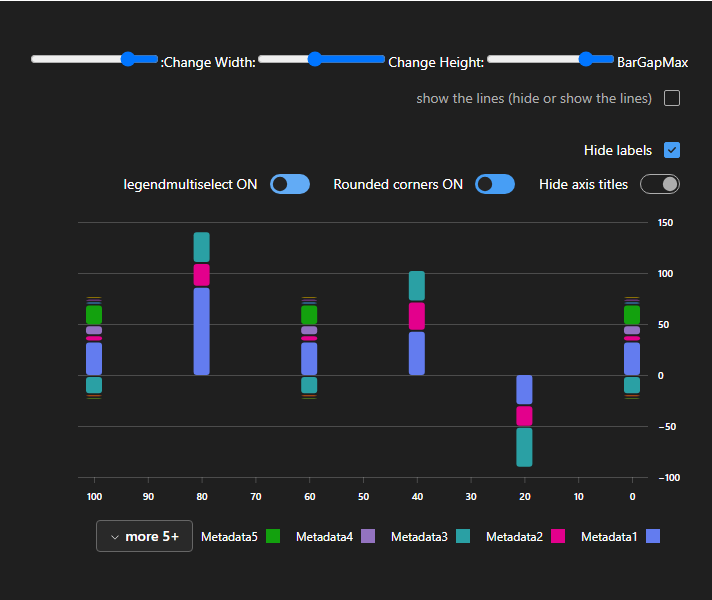 :Change Width: Change Height: BarGapMax
show the lines (hide or show the lines)
Hide labels
legendmultiselect ON Rounded corners ON Hide axis titles
150
100
50
0
−50
−100
100 90 80 70 60 50 40 30 20 10 0
more 5+ Metadata5 Metadata4 Metadata3 Metadata2 Metadata1